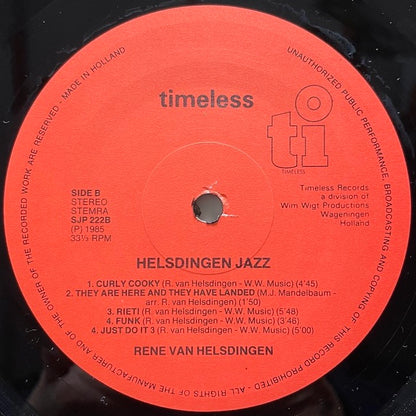 ALL RIGHTS OF THE MANUFACTURER AND OF THE OWNER OF THE RECORDED WORK ARE RESERVED - MADE IN HOLLAND
UNAUTHORIZED PUBLIC PERFORMANCE, BROADCASTING AND COPYING OF THIS RECORD PROHIBITED -
timeless
ti
TIMELESS
SIDE B
STEREO
STEMRA
SJP 222B
(P) 1985
33⅓ RPM
Timeless Records
a division of
Wim Wigt Productions
Wageningen
Holland
HELSDINGEN JAZZ
1. CURLY COOKY (R. van Helsdingen - W.W. Music) (4'45)
2. THEY ARE HERE AND THEY HAVE LANDED (M.J. Mandelbaum -
arr. R. van Helsdingen) (1'50)
3. RIETI (R. van Helsdingen - W.W. Music) (5'48)
4. FUNK (R. van Helsdingen - W.W. Music) (3'46)
4. JUST DO IT 3 (R. van Helsdingen - W.W. Music) (5'00)
RENE VAN HELSDINGEN